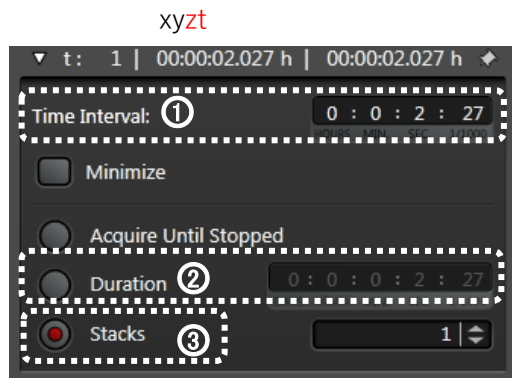 xyzt
▼ t: 1 | 00:00:02.027 h | 00:00:02.027 h
Time Interval: ① 0 : 0 : 2 : 27
HOURS MIN SEC 1/1000
Minimize
Acquire Until Stopped
Duration ② 0 : 0 : 0 : 2 : 27
Stacks ③ 1